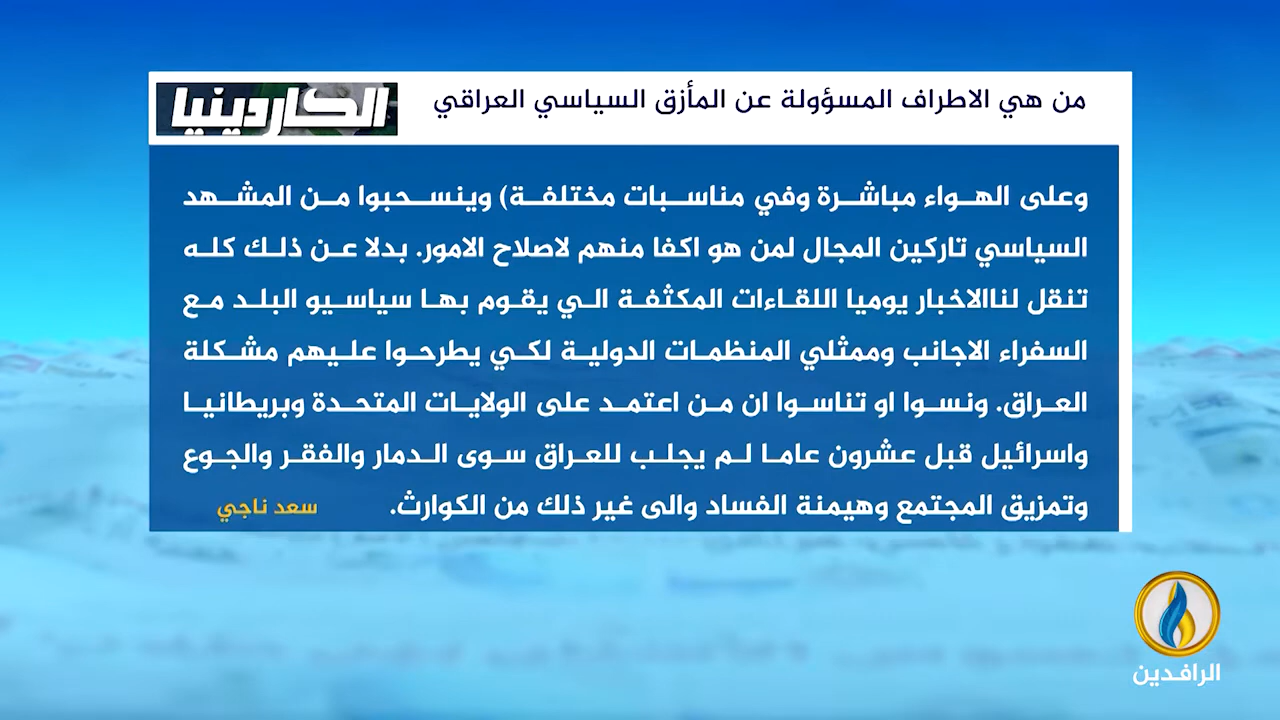 من هي الاطراف المسؤولة عن المأزق السياسي العراقي
الكاردينيا
وعلى الهواء مباشرة وفي مناسبات مختلفة) وينسحبوا من المشهد
السياسي تاركين المجال لمن هو اكفا منهم لاصلاح الامور. بدلا عن ذلك كله
تنقل لناالاخبار يوميا اللقاءات المكثفة الي يقوم بها سياسيو البلد مع
السفراء الاجانب وممثلي المنظمات الدولية لكي يطرحوا عليهم مشكلة
العراق. ونسوا او تناسوا ان من اعتمد على الولايات المتحدة وبريطانيا
واسرائيل قبل عشرون عاما لم يجلب للعراق سوى الدمار والفقر والجوع
وتمزيق المجتمع وهيمنة الفساد والى غير ذلك من الكوارث.
سعد ناجي
الرافدين